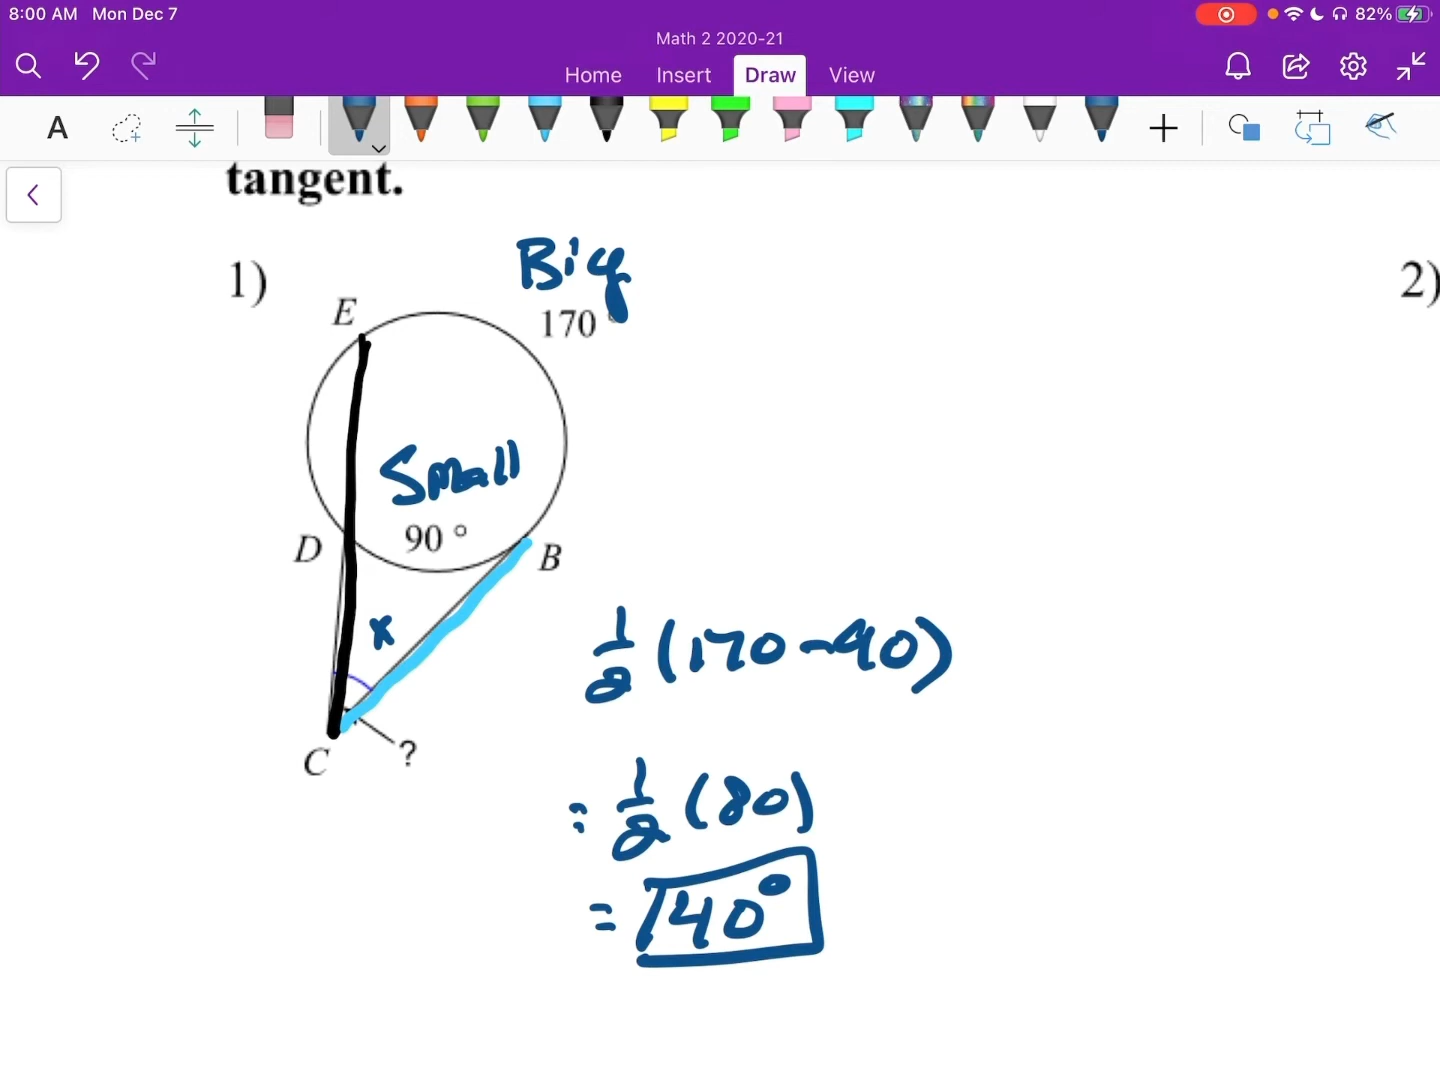 8:00 AM Mon Dec 7
82%
Math 2 2020-21
Home Insert Draw View
A
tangent.
1)
Big
2)
E
170 °
Small
D
90 °
B
x
1/2 (170-90)
C
?
= 1/2 (80)
= 40°